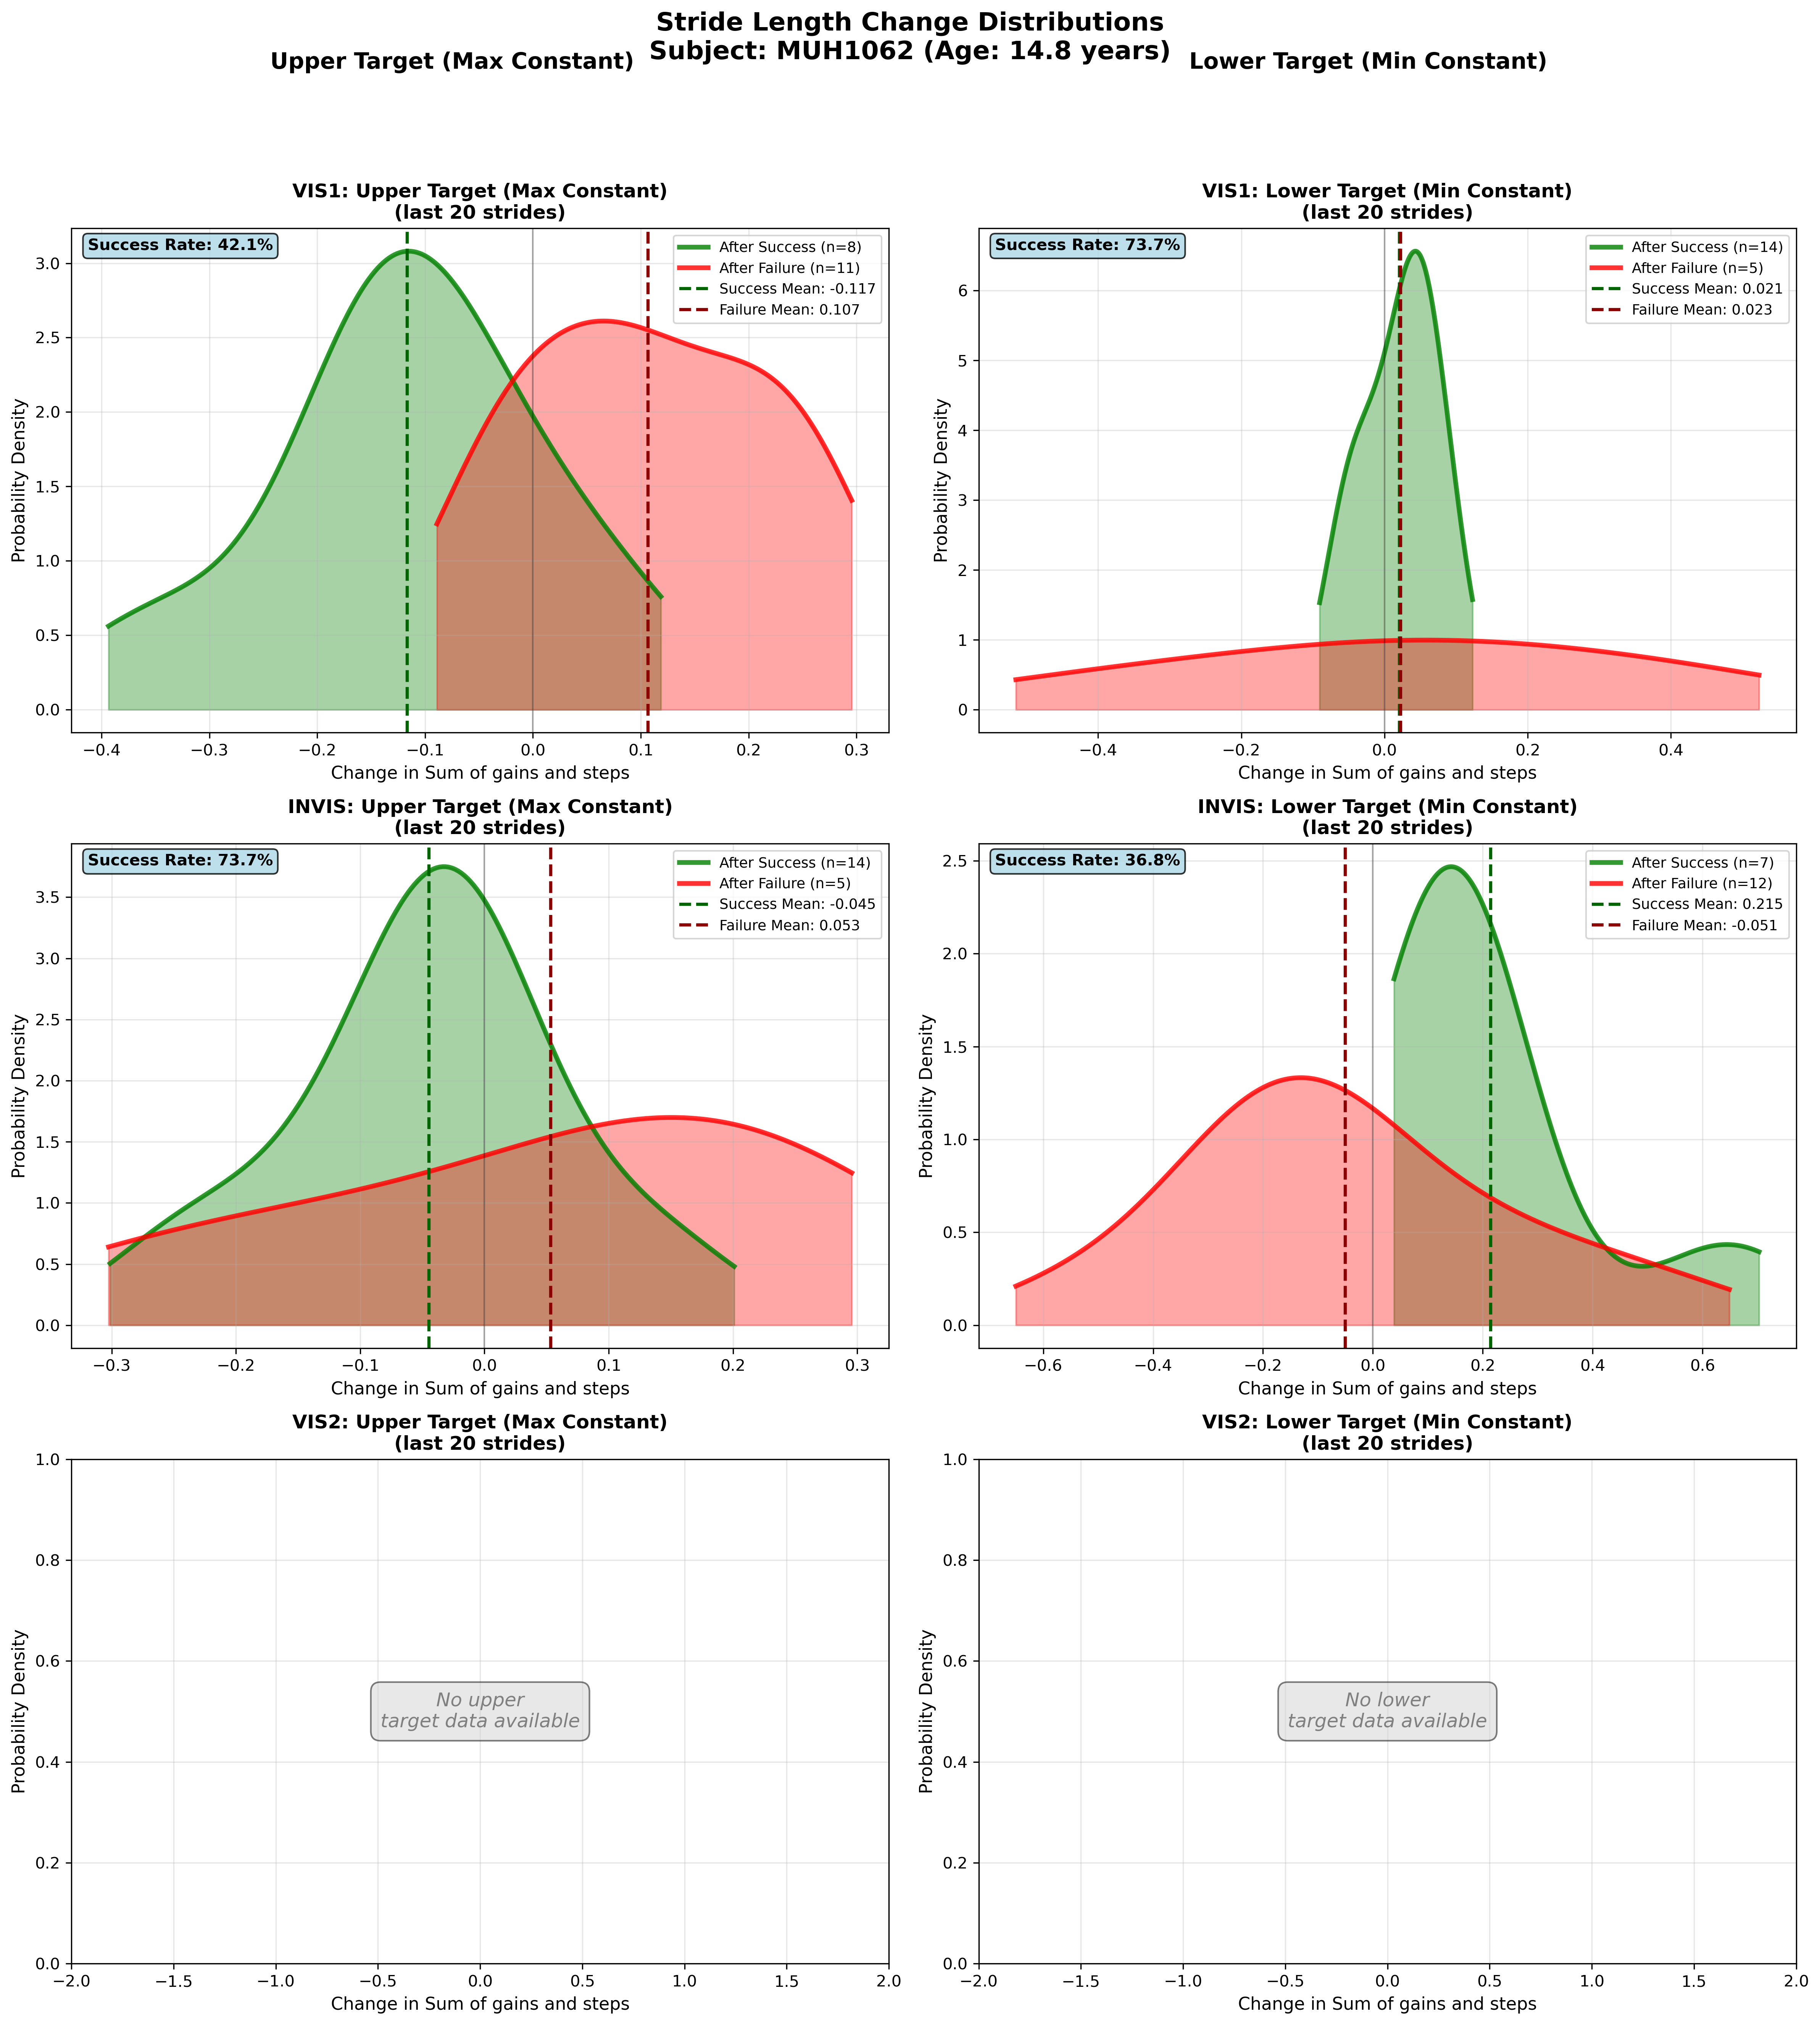 Stride Length Change Distributions
Subject: MUH1062 (Age: 14.8 years)
Upper Target (Max Constant)
Lower Target (Min Constant)
VIS1: Upper Target (Max Constant)
(last 20 strides)
Success Rate: 42.1%
After Success (n=8)
After Failure (n=11)
Success Mean: -0.117
Failure Mean: 0.107
Probability Density
3.0
2.5
2.0
1.5
1.0
0.5
0.0
−0.4 −0.3 −0.2 −0.1 0.0 0.1 0.2 0.3
Change in Sum of gains and steps
VIS1: Lower Target (Min Constant)
(last 20 strides)
Success Rate: 73.7%
After Success (n=14)
After Failure (n=5)
Success Mean: 0.021
Failure Mean: 0.023
Probability Density
6
5
4
3
2
1
0
−0.4 −0.2 0.0 0.2 0.4
Change in Sum of gains and steps
INVIS: Upper Target (Max Constant)
(last 20 strides)
Success Rate: 73.7%
After Success (n=14)
After Failure (n=5)
Success Mean: -0.045
Failure Mean: 0.053
Probability Density
3.5
3.0
2.5
2.0
1.5
1.0
0.5
0.0
−0.3 −0.2 −0.1 0.0 0.1 0.2 0.3
Change in Sum of gains and steps
INVIS: Lower Target (Min Constant)
(last 20 strides)
Success Rate: 36.8%
After Success (n=7)
After Failure (n=12)
Success Mean: 0.215
Failure Mean: -0.051
Probability Density
2.5
2.0
1.5
1.0
0.5
0.0
−0.6 −0.4 −0.2 0.0 0.2 0.4 0.6
Change in Sum of gains and steps
VIS2: Upper Target (Max Constant)
(last 20 strides)
No upper
target data available
Probability Density
1.0
0.8
0.6
0.4
0.2
0.0
−2.0 −1.5 −1.0 −0.5 0.0 0.5 1.0 1.5 2.0
Change in Sum of gains and steps
VIS2: Lower Target (Min Constant)
(last 20 strides)
No lower
target data available
Probability Density
1.0
0.8
0.6
0.4
0.2
0.0
−2.0 −1.5 −1.0 −0.5 0.0 0.5 1.0 1.5 2.0
Change in Sum of gains and steps